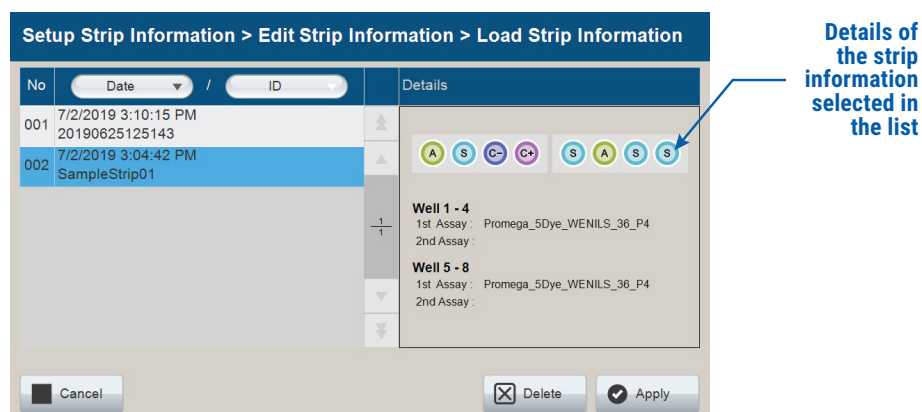 Setup Strip Information > Edit Strip Information > Load Strip Information
No Date / ID Details
001 7/2/2019 3:10:15 PM
20190625125143
002 7/2/2019 3:04:42 PM
SampleStrip01
A S C- C+ S A S S
1
1
Well 1 - 4
1st Assay : Promega_5Dye_WENILS_36_P4
2nd Assay :
Well 5 - 8
1st Assay : Promega_5Dye_WENILS_36_P4
2nd Assay :
Cancel Delete Apply
Details of
the strip
information
selected in
the list